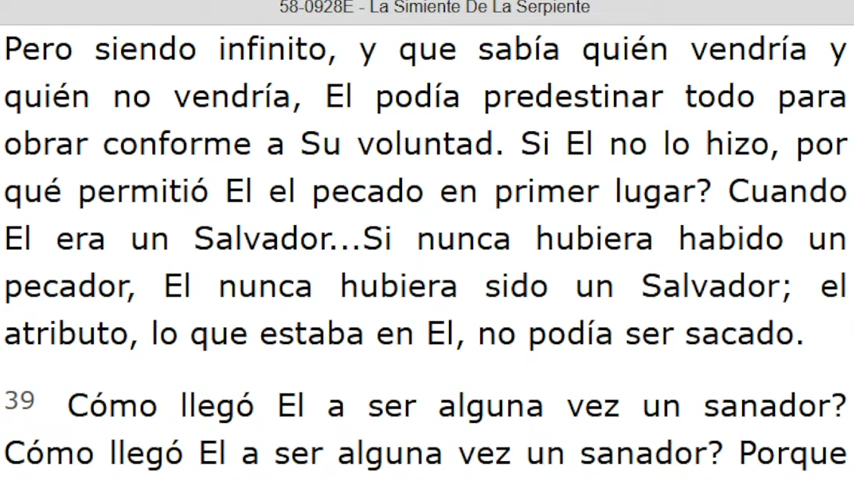 58-0928E - La Simiente De La Serpiente
Pero siendo infinito, y que sabía quién vendría y
quién no vendría, El podía predestinar todo para
obrar conforme a Su voluntad. Si El no lo hizo, por
qué permitió El el pecado en primer lugar? Cuando
El era un Salvador...Si nunca hubiera habido un
pecador, El nunca hubiera sido un Salvador; el
atributo, lo que estaba en El, no podía ser sacado.
39 Cómo llegó El a ser alguna vez un sanador?
Cómo llegó El a ser alguna vez un sanador? Porque